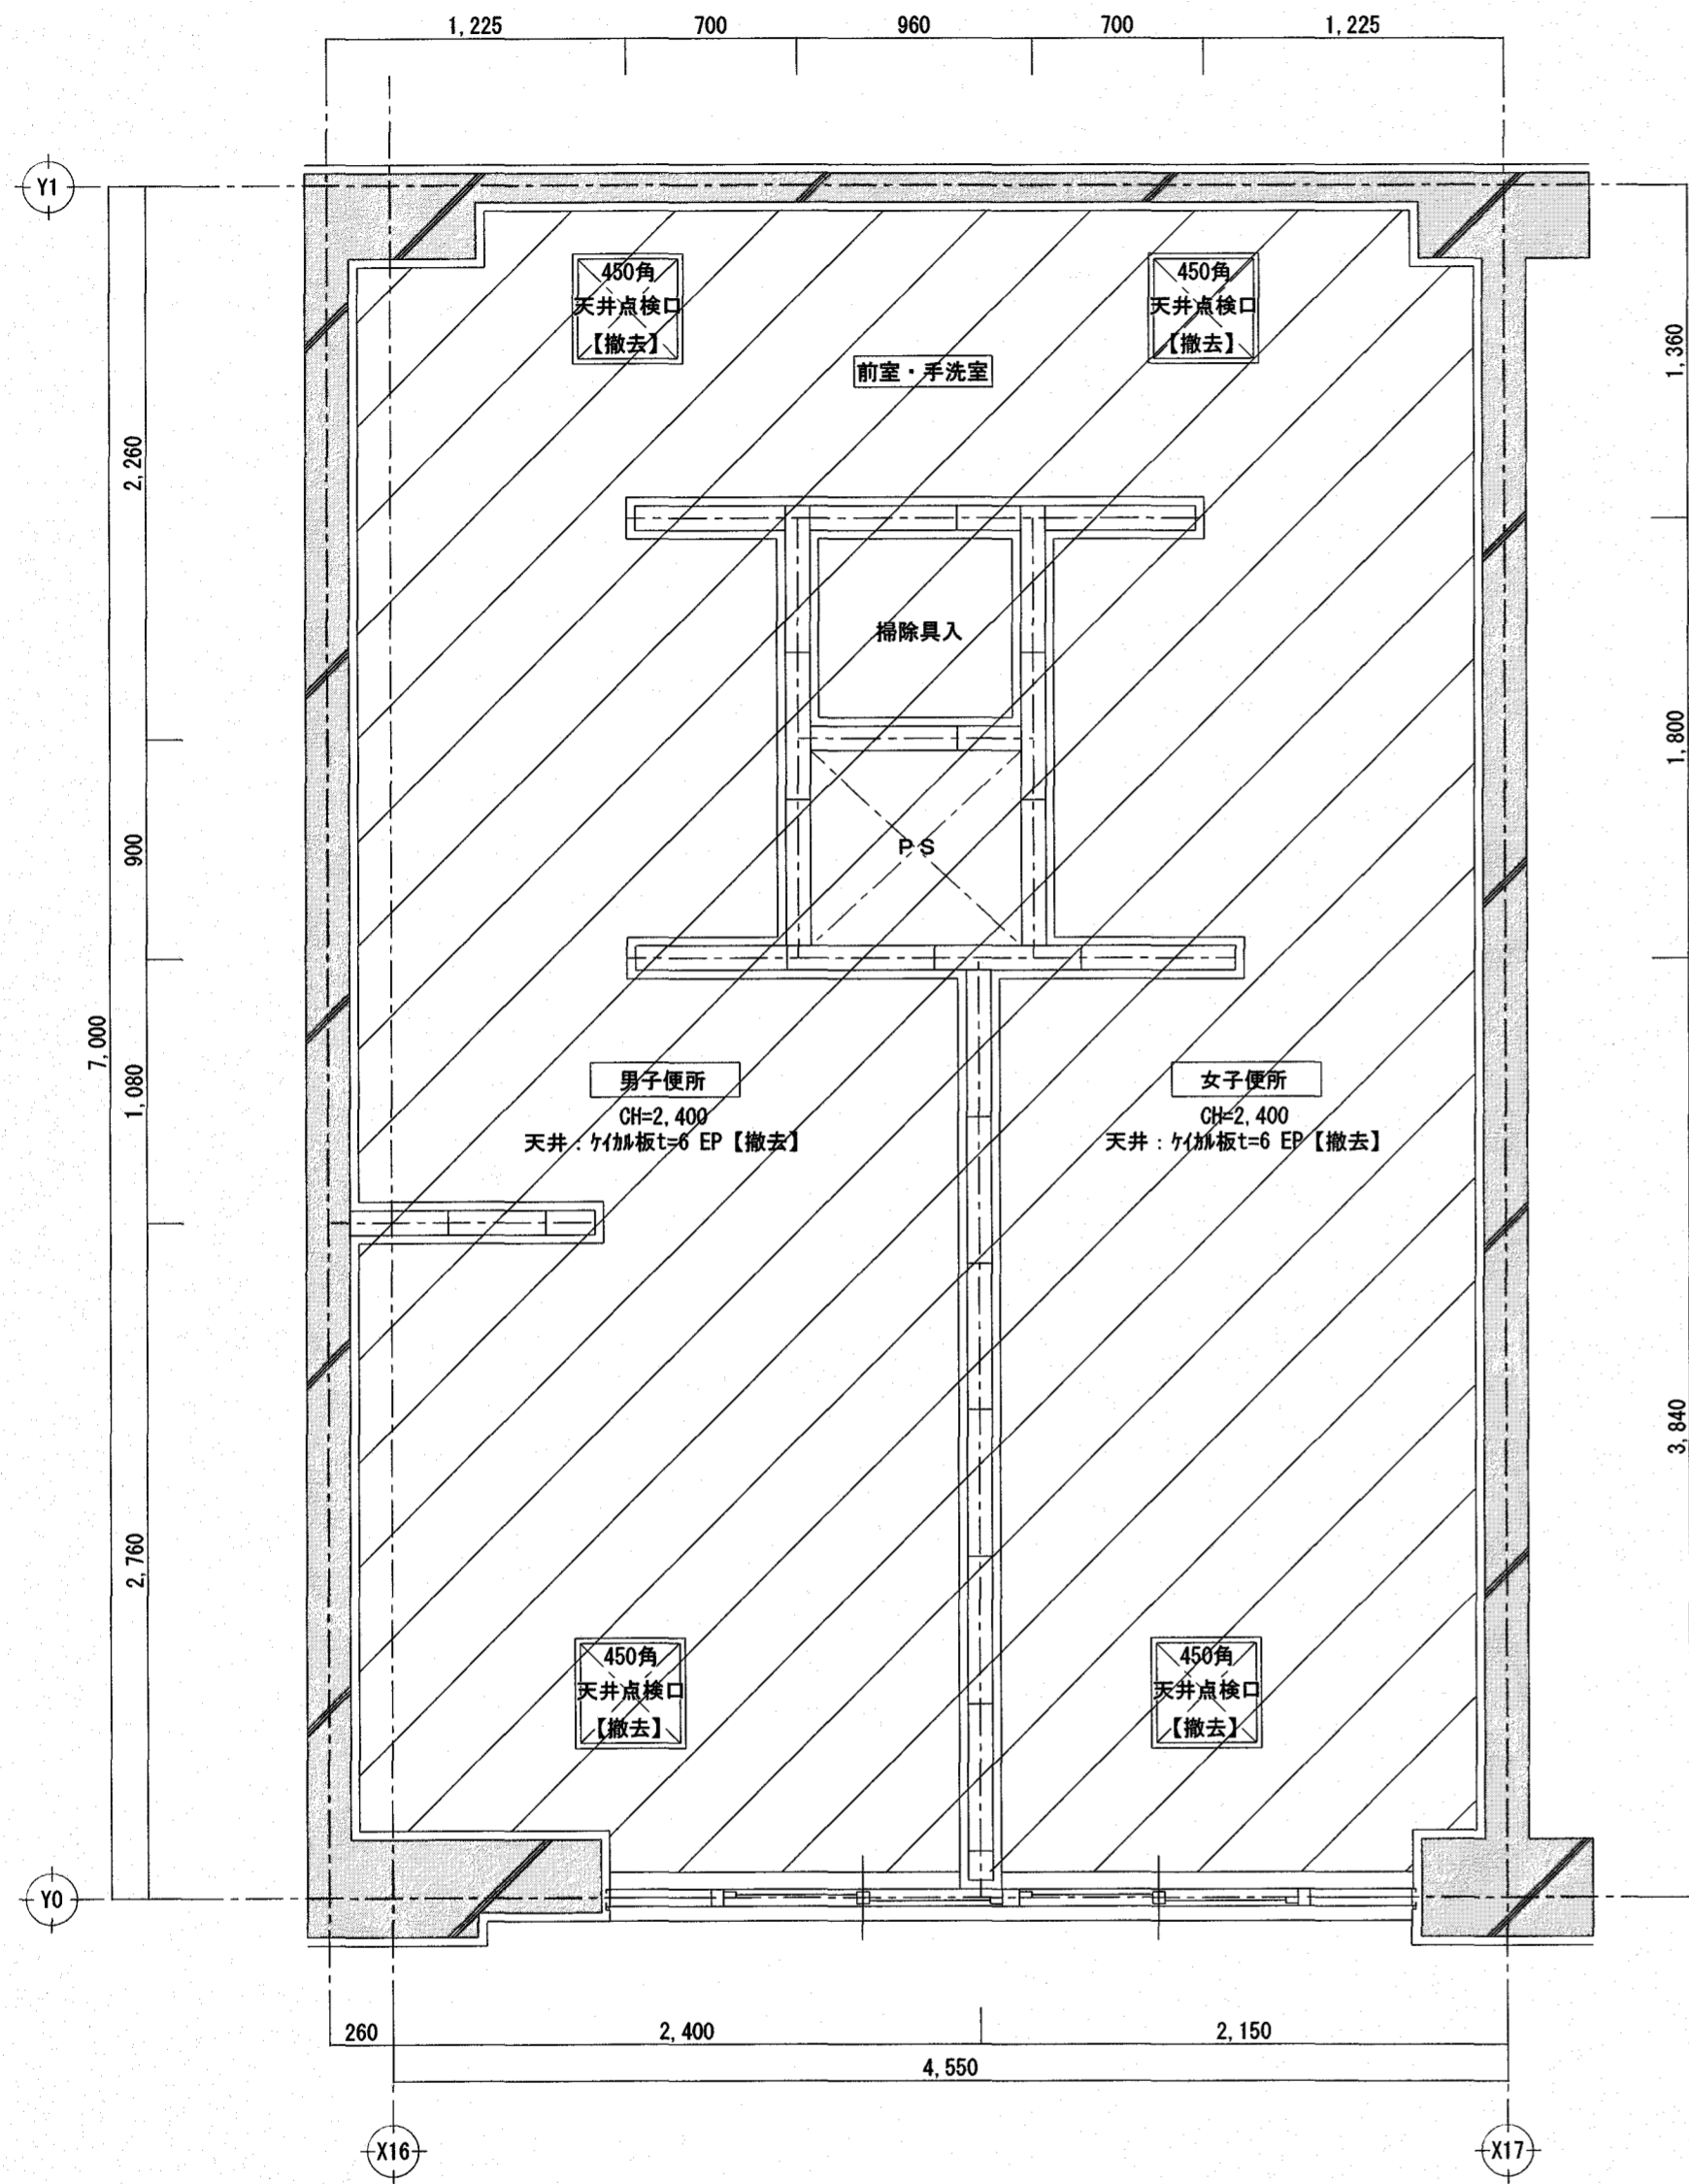 1,225
700
960
700
1,225
Y1
450角
天井点検口
【撤去】
450角
天井点検口
【撤去】
前室・手洗室
1,360
2,260
掃除具入
1,800
900
PS
7,000
1,080
男子便所
CH=2,400
天井:ケイカル板t=6 EP【撤去】
女子便所
CH=2,400
天井:ケイカル板t=6 EP【撤去】
3,840
2,760
450角
天井点検口
【撤去】
450角
天井点検口
【撤去】
Y0
260
2,400
2,150
4,550
X16
X17